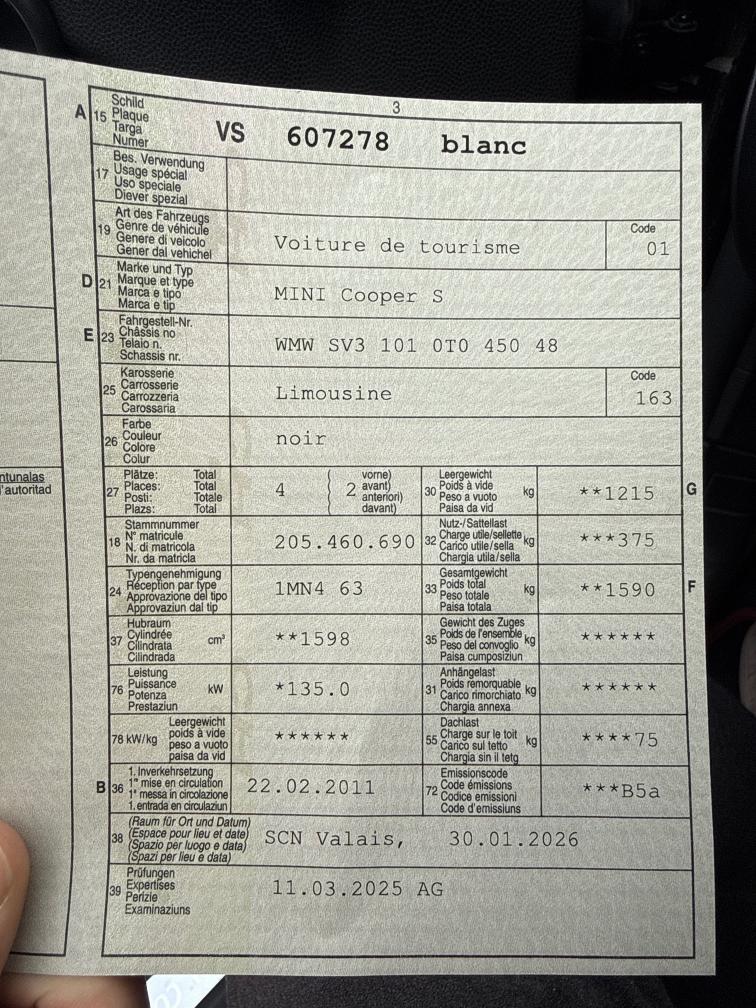 3
A 15 Schild
Plaque
Targa
Numer
VS 607278 blanc
17 Bes. Verwendung
Usage spécial
Uso speciale
Diever spezial
19 Art des Fahrzeugs
Genre de véhicule
Genere di veicolo
Gener dal vehichel
Voiture de tourisme
Code
01
D 21 Marke und Typ
Marque et type
Marca e tipo
Marca e tip
MINI Cooper S
E 23 Fahrgestell-Nr.
Châssis no
Telaio n.
Schassis nr.
WMW SV3 101 0T0 450 48
25 Karosserie
Carrosserie
Carrozzeria
Carossaria
Limousine
Code
163
26 Farbe
Couleur
Colore
Colur
noir
27 Plätze: Total
Places: Total
Posti: Totale
Plazs: Total
4 ( 2 vorne)
avant)
anteriori)
davant)
30 Leergewicht
Poids à vide
Peso a vuoto
Paisa da vid
kg
**1215 G
ntunalas
l'autoritad
18 Stammnummer
N° matricule
N. di matricola
Nr. da matricla
205.460.690
32 Nutz-/Sattellast
Charge utile/sellette
Carico utile/sella
Chargia utila/sella
kg
***375
24 Typengenehmigung
Réception par type
Approvazione del tipo
Approvaziun dal tip
1MN4 63
33 Gesamtgewicht
Poids total
Peso totale
Paisa totala
kg
**1590 F
37 Hubraum
Cylindrée
Cilindrata
Cilindrada
cm³
**1598
35 Gewicht des Zuges
Poids de l'ensemble
Peso del convoglio
Paisa cumposiziun
kg
******
76 Leistung
Puissance
Potenza
Prestaziun
kW
*135.0
31 Anhängelast
Poids remorquable
Carico rimorchiato
Chargia annexa
kg
******
78 kW/kg
Leergewicht
poids à vide
peso a vuoto
paisa da vid
******
55 Dachlast
Charge sur le toit
Carico sul tetto
Chargia sin il tetg
kg
****75
B 36 1. Inverkehrsetzung
1re mise en circulation
1a messa in circolazione
1. entrada en circulaziun
22.02.2011
72 Emissionscode
Code émissions
Codice emissioni
Code d'emissiuns
***B5a
38 (Raum für Ort und Datum)
(Espace pour lieu et date)
(Spazio per luogo e data)
(Spazi per lieu e data)
SCN Valais, 30.01.2026
39 Prüfungen
Expertises
Perizie
Examinaziuns
11.03.2025 AG